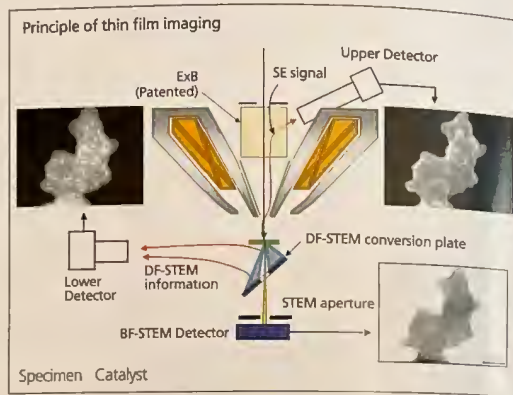 Principle of thin film imaging
Upper Detector
ExB
(Patented)
SE signal
DF-STEM conversion plate
Lower
Detector
DF-STEM
information
STEM aperture
BF-STEM Detector
Specimen Catalyst